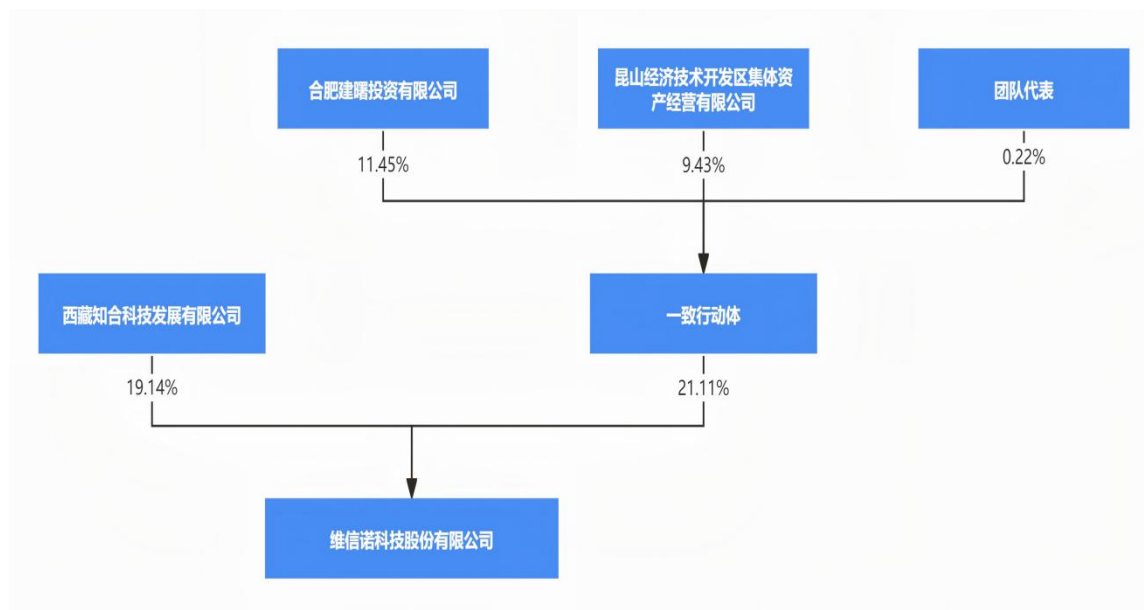 合肥建曙投资有限公司
昆山经济技术开发区集体资
产经营有限公司
团队代表
11.45%
9.43%
0.22%
西藏知合科技发展有限公司
一致行动体
19.14%
21.11%
维信诺科技股份有限公司